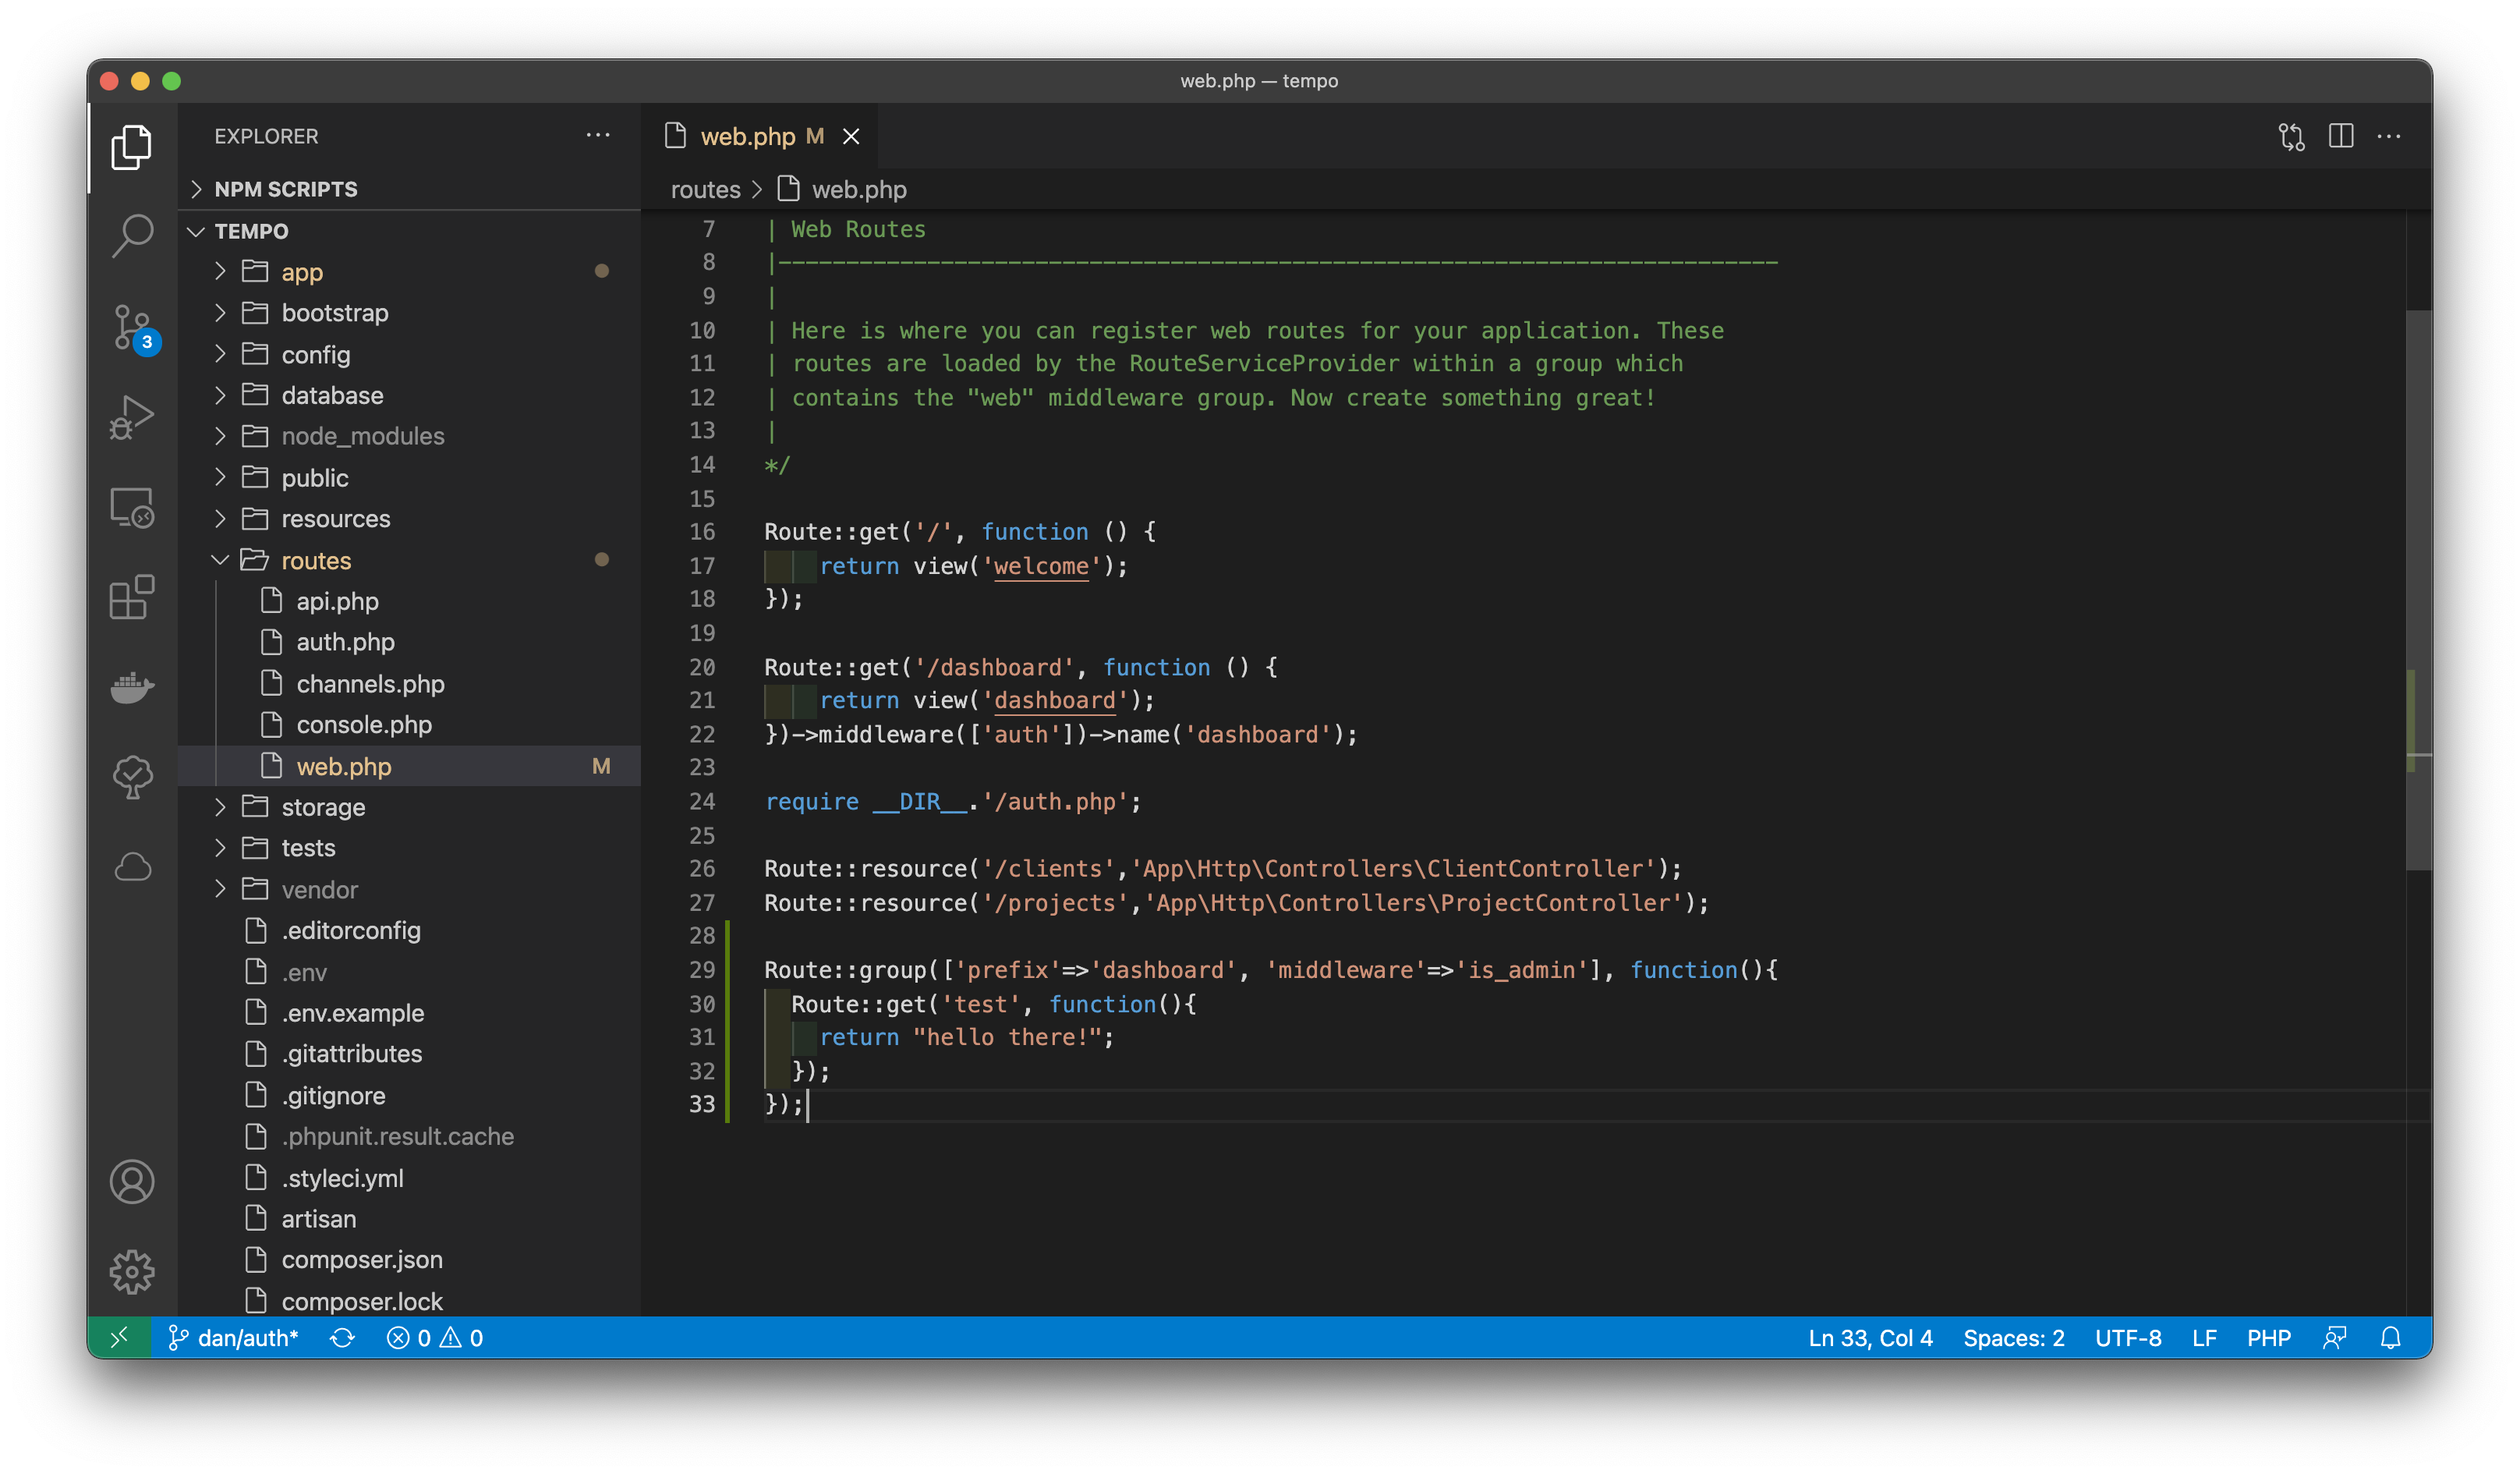 web.php — tempo
EXPLORER
NPM SCRIPTS
TEMPO
app
bootstrap
config
database
node_modules
public
resources
routes
api.php
auth.php
channels.php
console.php
web.php M
storage
tests
vendor
.editorconfig
.env
.env.example
.gitattributes
.gitignore
.phpunit.result.cache
.styleci.yml
artisan
composer.json
composer.lock
3
web.php M
routes > web.php
7 | Web Routes
8 |--------------------------------------------------------------------------
9 |
10 | Here is where you can register web routes for your application. These
11 | routes are loaded by the RouteServiceProvider within a group which
12 | contains the "web" middleware group. Now create something great!
13 |
14 */
15
16 Route::get('/', function () {
17     return view('welcome');
18 });
19
20 Route::get('/dashboard', function () {
21     return view('dashboard');
22 })->middleware(['auth'])->name('dashboard');
23
24 require __DIR__.'/auth.php';
25
26 Route::resource('/clients','App\Http\Controllers\ClientController');
27 Route::resource('/projects','App\Http\Controllers\ProjectController');
28
29 Route::group(['prefix'=>'dashboard', 'middleware'=>'is_admin'], function(){
30   Route::get('test', function(){
31     return "hello there!";
32   });
33 });
dan/auth* 0 0
Ln 33, Col 4 Spaces: 2 UTF-8 LF PHP